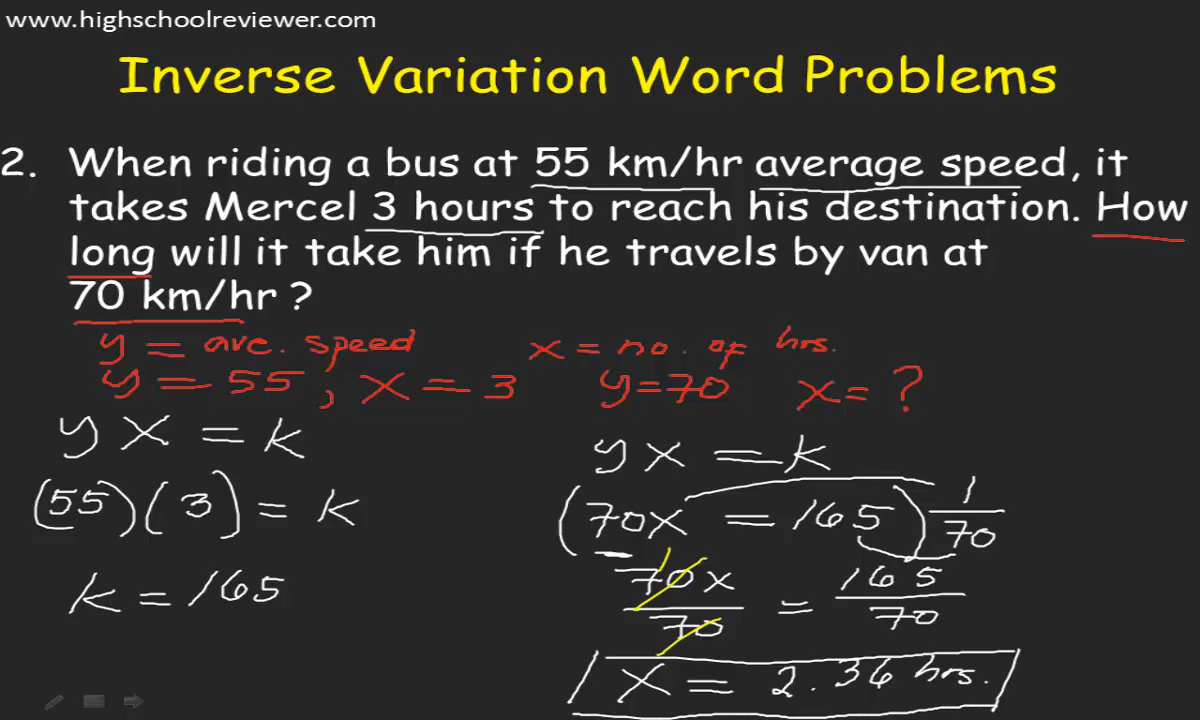 www.highschoolreviewer.com
Inverse Variation Word Problems
2. When riding a bus at 55 km/hr average speed, it
takes Mercel 3 hours to reach his destination. How
long will it take him if he travels by van at
70 km/hr ?
y = ave. speed x = no. of hrs.
y = 55, x = 3 y = 70 x = ?
yx = k
(55)(3) = k
k = 165
yx = k
(70x = 165) 1/70
70x/70 = 165/70
x = 2.36 hrs.